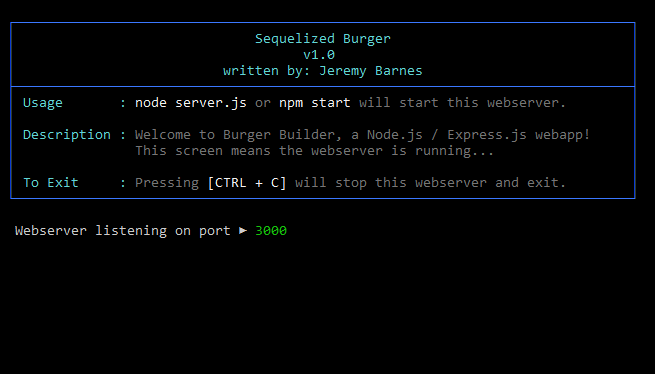 Sequelized Burger
v1.0
written by: Jeremy Barnes
Usage : node server.js or npm start will start this webserver.
Description : Welcome to Burger Builder, a Node.js / Express.js webapp!
This screen means the webserver is running...
To Exit : Pressing [CTRL + C] will stop this webserver and exit.
Webserver listening on port ► 3000